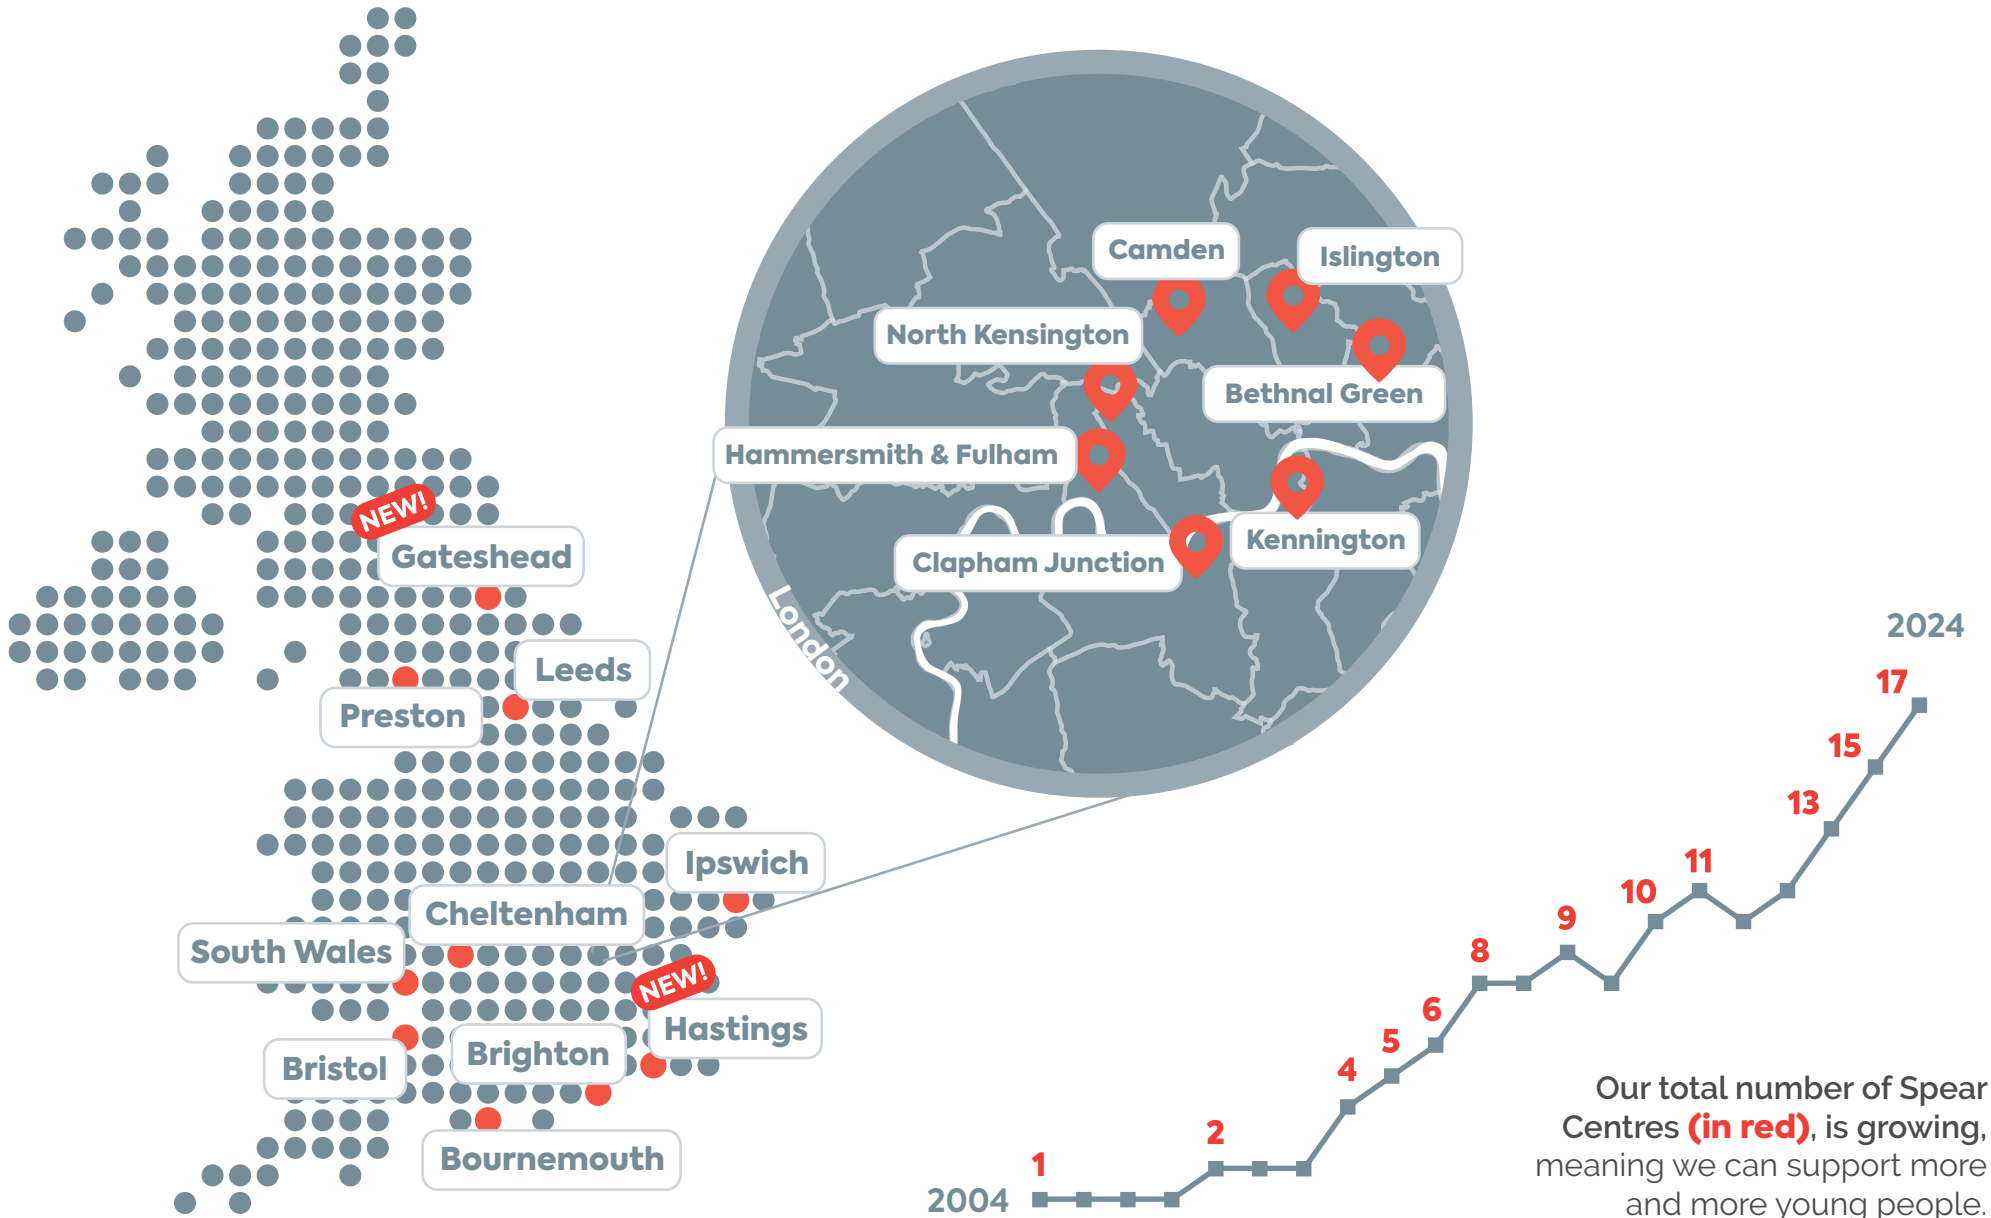 Camden
Islington
North Kensington
Bethnal Green
Hammersmith & Fulham
Kennington
Clapham Junction
London
NEW!
Gateshead
Leeds
Preston
Ipswich
Cheltenham
South Wales
NEW!
Hastings
Brighton
Bristol
Bournemouth
2024
17
15
13
11
10
9
8
6
5
4
2
1
2004
Our total number of Spear
Centres (in red), is growing,
meaning we can support more
and more young people.